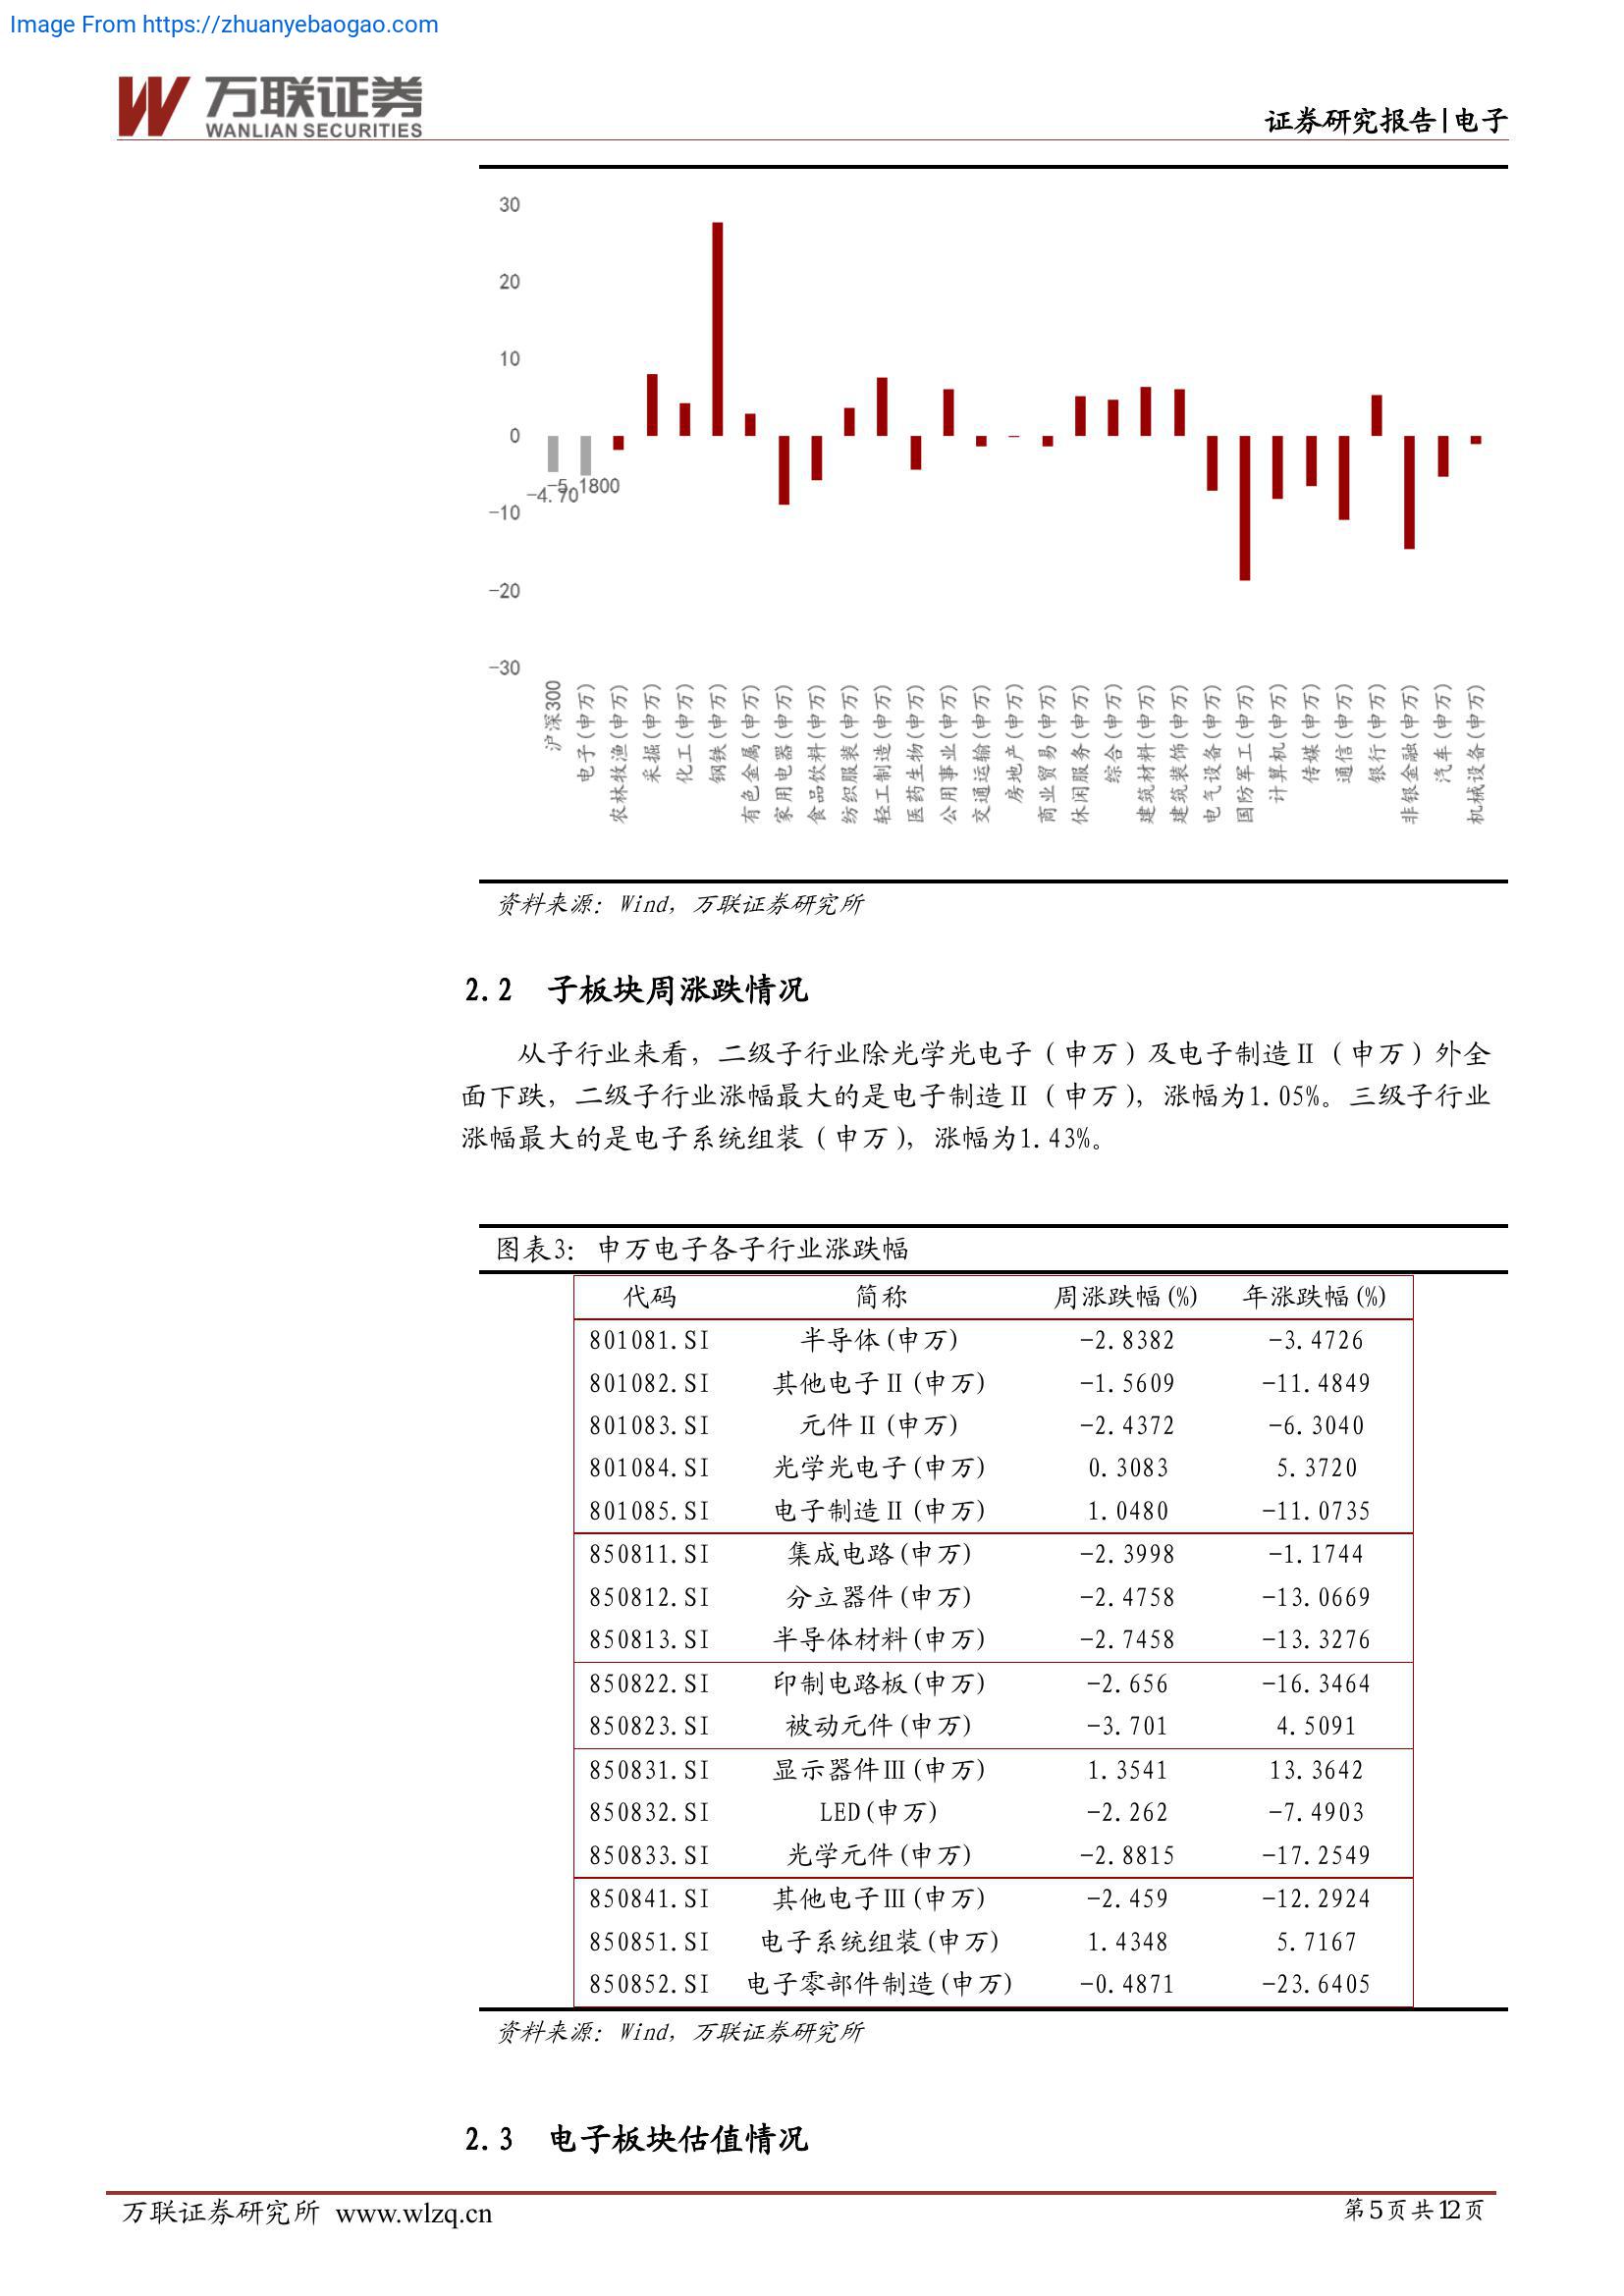 Image From https://zhuanyebaogao.com
万联证券
WANLIAN SECURITIES
证券研究报告|电子
30
20
10
0
-10
-20
-30
-4.70
-5.1800
沪深300
电子(申万)
农林牧渔(申万)
采掘(申万)
化工(申万)
钢铁(申万)
有色金属(申万)
家用电器(申万)
食品饮料(申万)
纺织服装(申万)
轻工制造(申万)
医药生物(申万)
公用事业(申万)
交通运输(申万)
房地产(申万)
商业贸易(申万)
休闲服务(申万)
综合(申万)
建筑材料(申万)
建筑装饰(申万)
电气设备(申万)
国防军工(申万)
计算机(申万)
传媒(申万)
通信(申万)
银行(申万)
非银金融(申万)
汽车(申万)
机械设备(申万)
资料来源：Wind，万联证券研究所
2.2 子板块周涨跌情况
从子行业来看，二级子行业除光学光电子（申万）及电子制造Ⅱ（申万）外全
面下跌，二级子行业涨幅最大的是电子制造Ⅱ（申万），涨幅为1.05%。三级子行业
涨幅最大的是电子系统组装（申万），涨幅为1.43%。
图表3：申万电子各子行业涨跌幅
代码 简称 周涨跌幅(%) 年涨跌幅(%)
801081.SI 半导体(申万) -2.8382 -3.4726
801082.SI 其他电子Ⅱ(申万) -1.5609 -11.4849
801083.SI 元件Ⅱ(申万) -2.4372 -6.3040
801084.SI 光学光电子(申万) 0.3083 5.3720
801085.SI 电子制造Ⅱ(申万) 1.0480 -11.0735
850811.SI 集成电路(申万) -2.3998 -1.1744
850812.SI 分立器件(申万) -2.4758 -13.0669
850813.SI 半导体材料(申万) -2.7458 -13.3276
850822.SI 印制电路板(申万) -2.656 -16.3464
850823.SI 被动元件(申万) -3.701 4.5091
850831.SI 显示器件Ⅲ(申万) 1.3541 13.3642
850832.SI LED(申万) -2.262 -7.4903
850833.SI 光学元件(申万) -2.8815 -17.2549
850841.SI 其他电子Ⅲ(申万) -2.459 -12.2924
850851.SI 电子系统组装(申万) 1.4348 5.7167
850852.SI 电子零部件制造(申万) -0.4871 -23.6405
资料来源：Wind，万联证券研究所
2.3 电子板块估值情况
万联证券研究所 www.wlzq.cn
第5页共12页